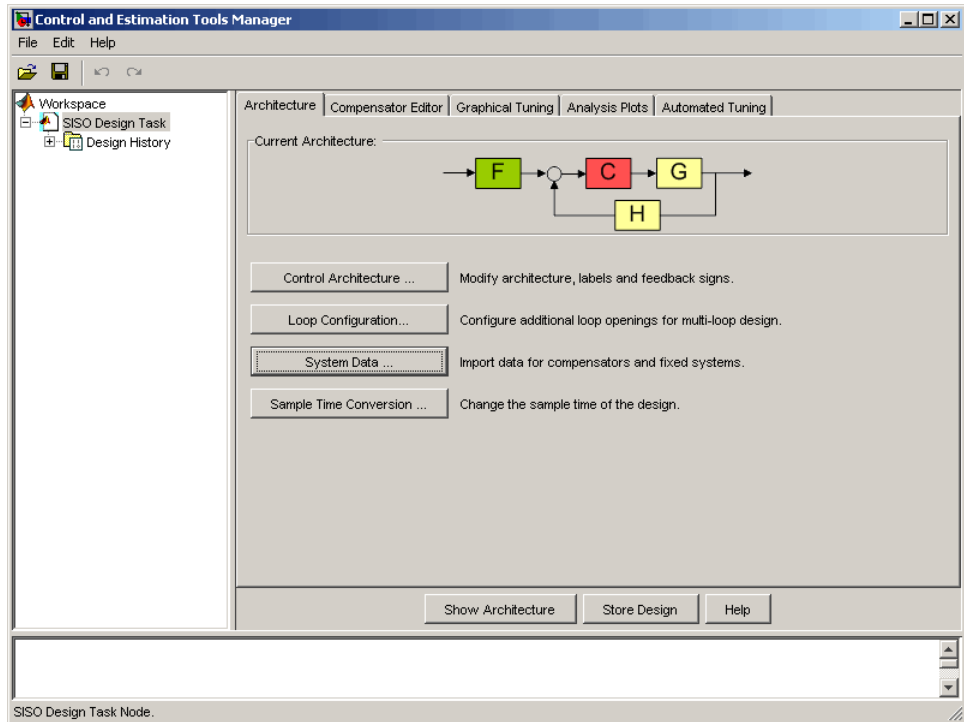 Control and Estimation Tools Manager
File Edit Help
Workspace
SISO Design Task
Design History
Architecture Compensator Editor Graphical Tuning Analysis Plots Automated Tuning
Current Architecture:
F C G
H
Control Architecture ... Modify architecture, labels and feedback signs.
Loop Configuration... Configure additional loop openings for multi-loop design.
System Data ... Import data for compensators and fixed systems.
Sample Time Conversion ... Change the sample time of the design.
Show Architecture Store Design Help
SISO Design Task Node.